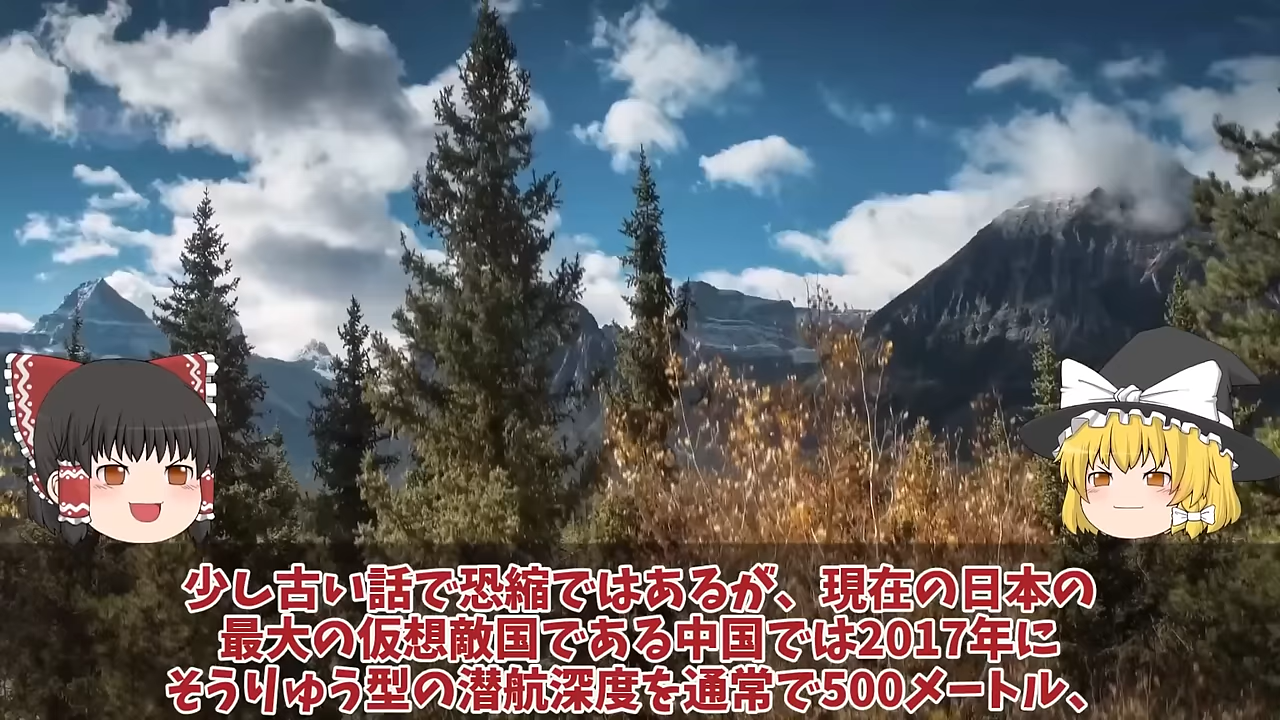 少し古い話で恐縮ではあるが、現在の日本の
最大の仮想敵国である中国では2017年に
そうりゅう型の潜航深度を通常で500メートル、